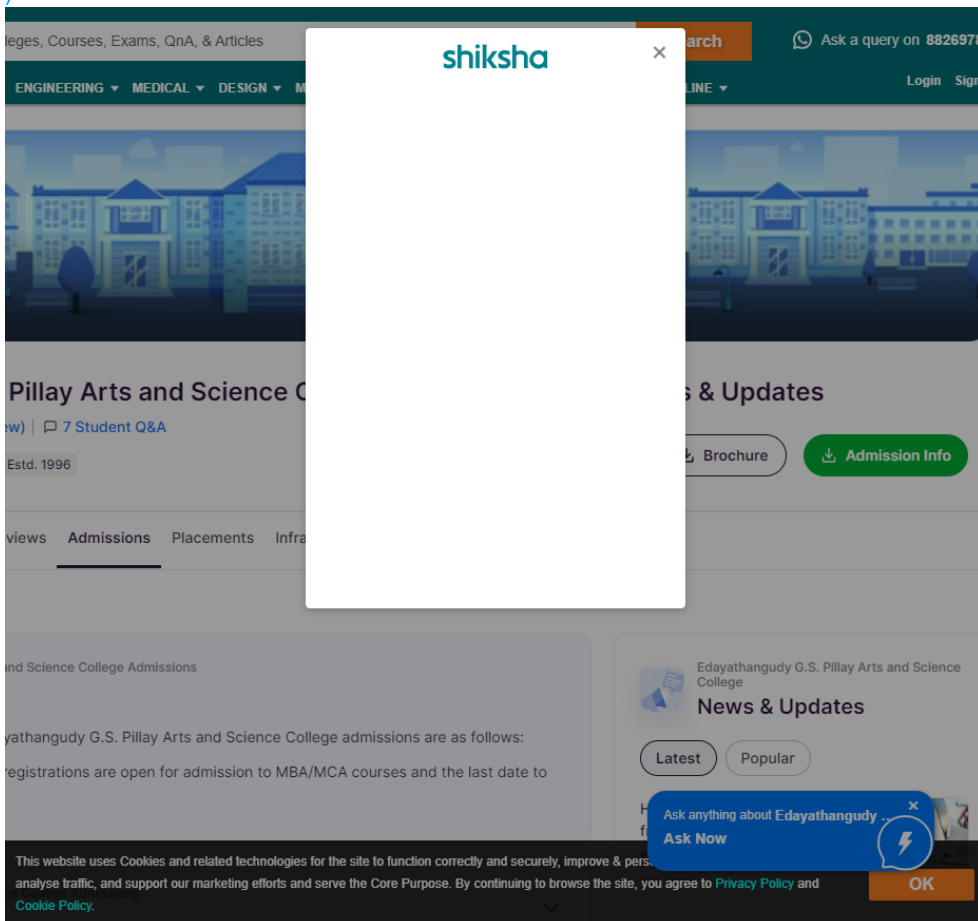 )
leges, Courses, Exams, QnA, & Articles
arch
Ask a query on 8826978
ENGINEERING MEDICAL DESIGN M
LINE
Login Sign
shiksha
×
Pillay Arts and Science C
s & Updates
ew) | 7 Student Q&A
Estd. 1996
Brochure
Admission Info
views Admissions Placements Infra
and Science College Admissions
yathangudy G.S. Pillay Arts and Science College admissions are as follows:
registrations are open for admission to MBA/MCA courses and the last date to
Edayathangudy G.S. Pillay Arts and Science
College
News & Updates
Latest Popular
H
f
Ask anything about Edayathangudy ...
×
Ask Now
This website uses Cookies and related technologies for the site to function correctly and securely, improve & pers
analyse traffic, and support our marketing efforts and serve the Core Purpose. By continuing to browse the site, you agree to Privacy Policy and
Cookie Policy.
OK